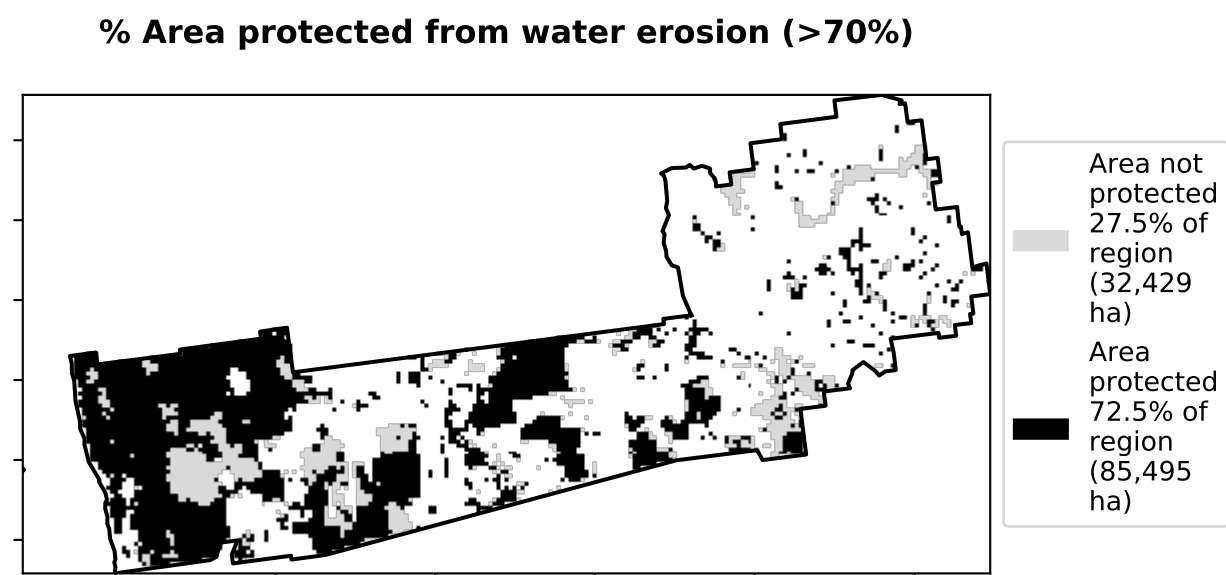 % Area protected from water erosion (>70%)
Area not
protected
27.5% of
region
(32,429
ha)
Area
protected
72.5% of
region
(85,495
ha)